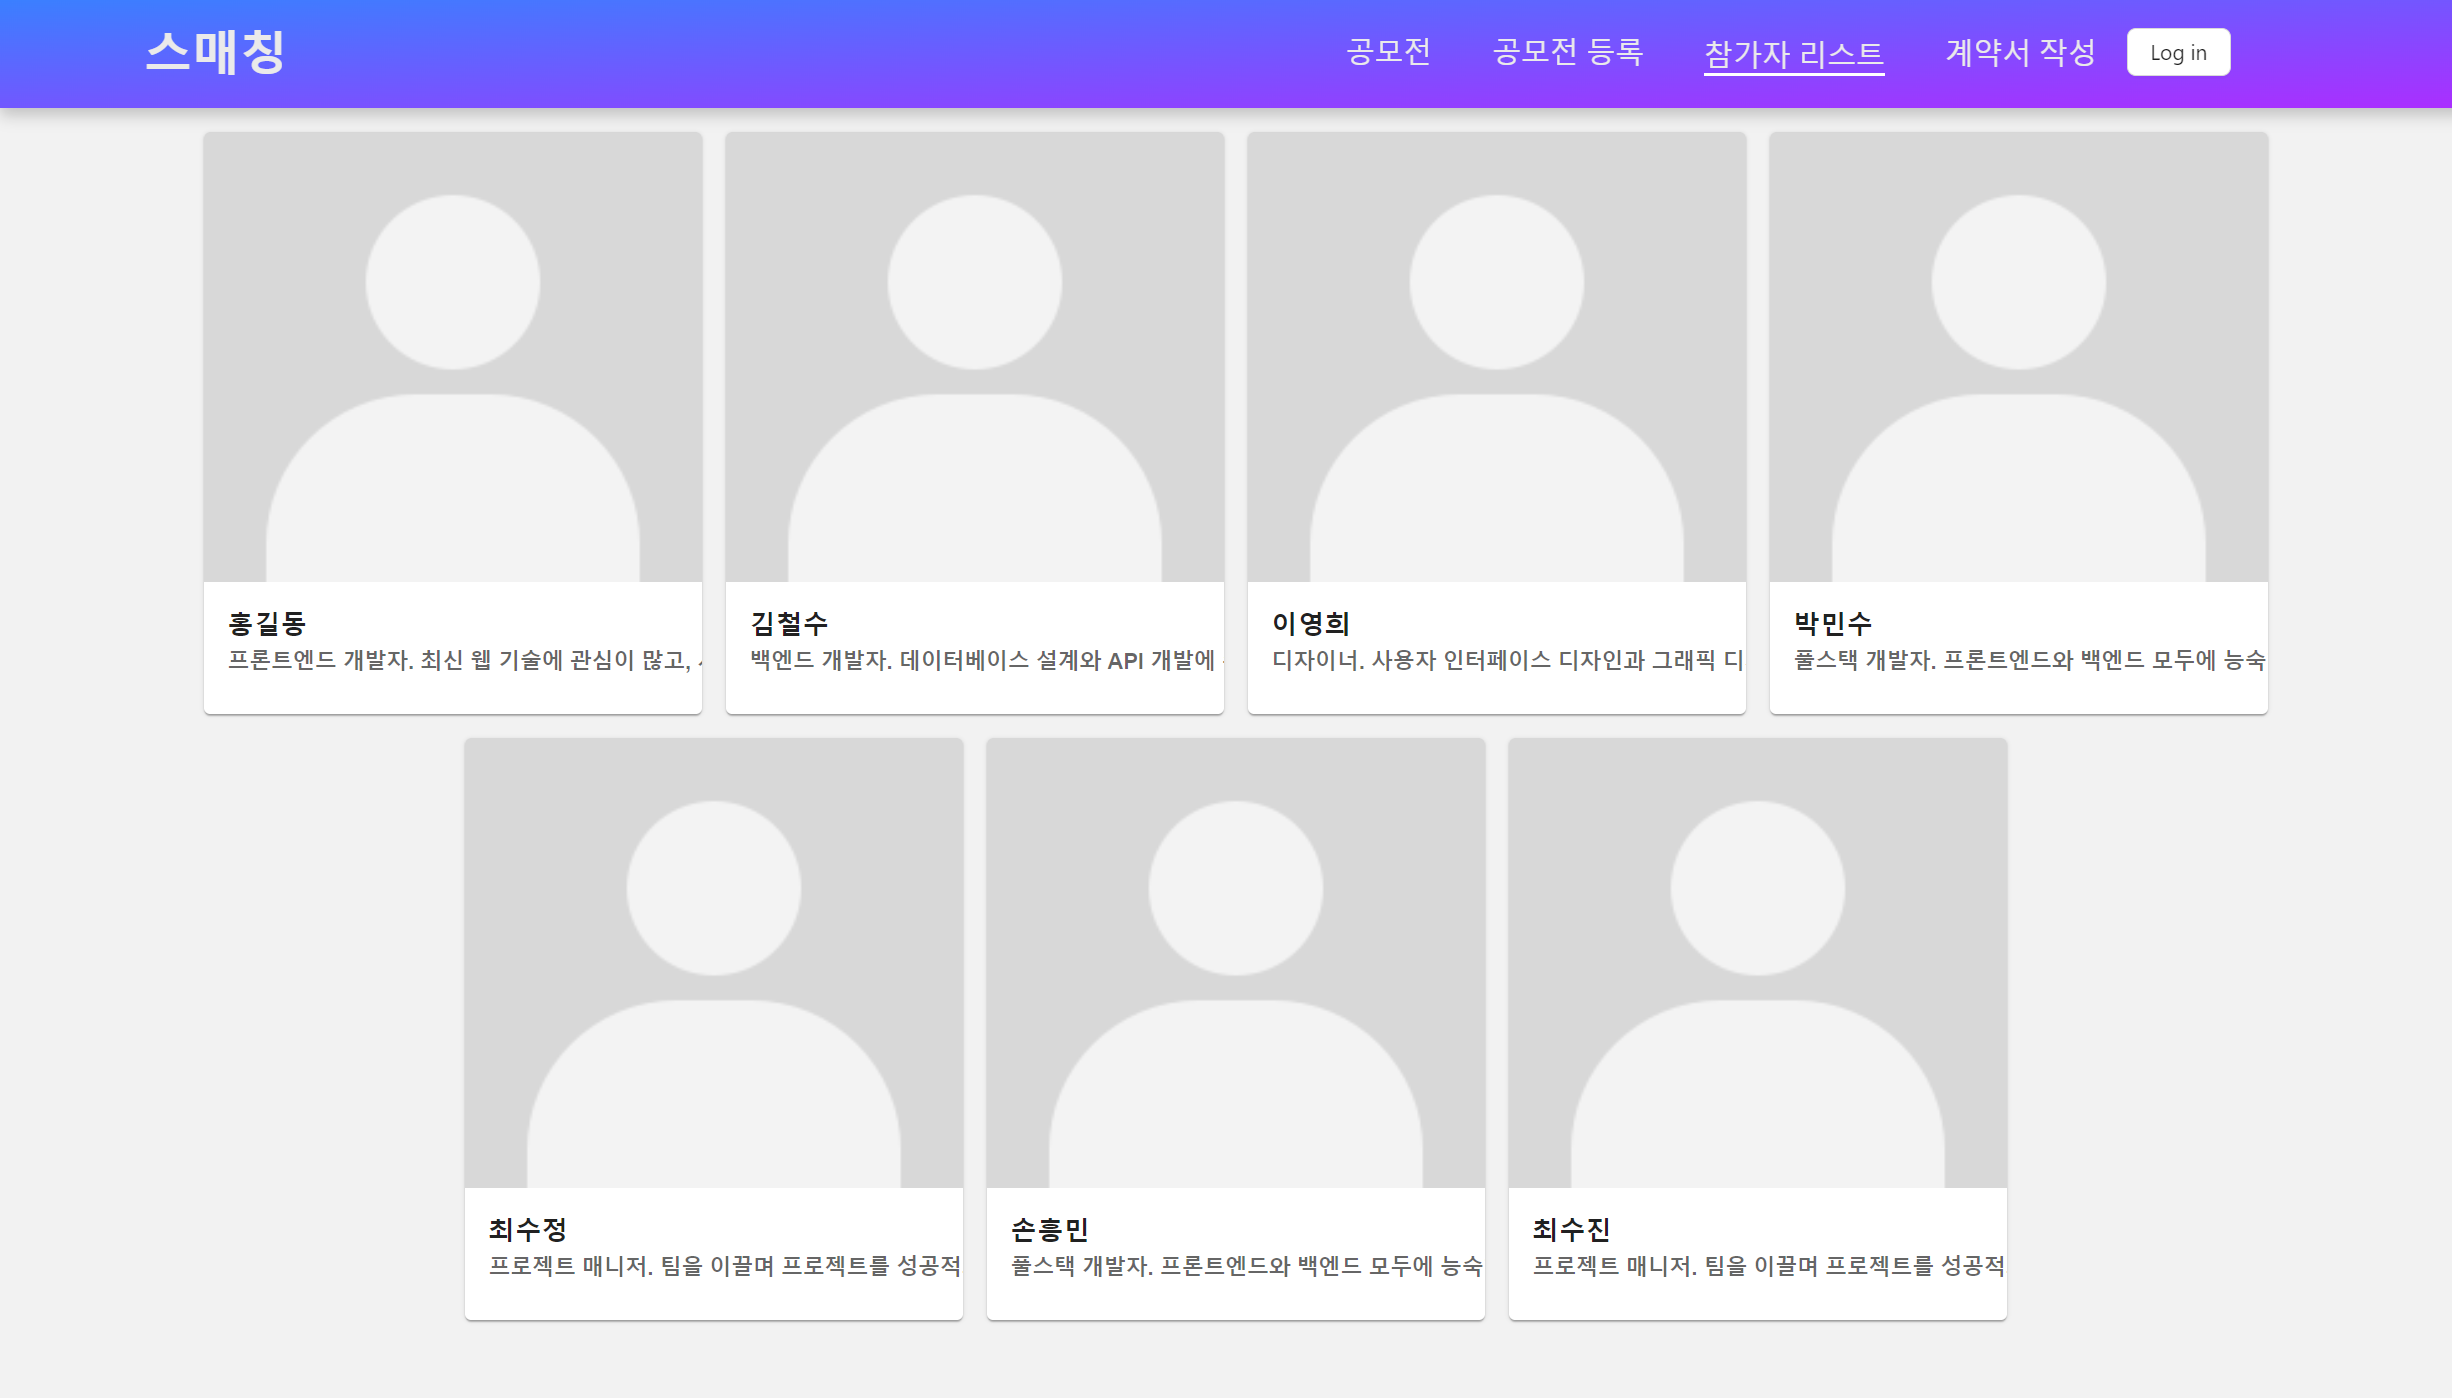 스매칭
공모전
공모전 등록
참가자 리스트
계약서 작성
Log in
홍길동
프론트엔드 개발자. 최신 웹 기술에 관심이 많고,
김철수
백엔드 개발자. 데이터베이스 설계와 API 개발에
이영희
디자이너. 사용자 인터페이스 디자인과 그래픽 디
박민수
풀스택 개발자. 프론트엔드와 백엔드 모두에 능숙
최수정
프로젝트 매니저. 팀을 이끌며 프로젝트를 성공적
손흥민
풀스택 개발자. 프론트엔드와 백엔드 모두에 능숙
최수진
프로젝트 매니저. 팀을 이끌며 프로젝트를 성공적